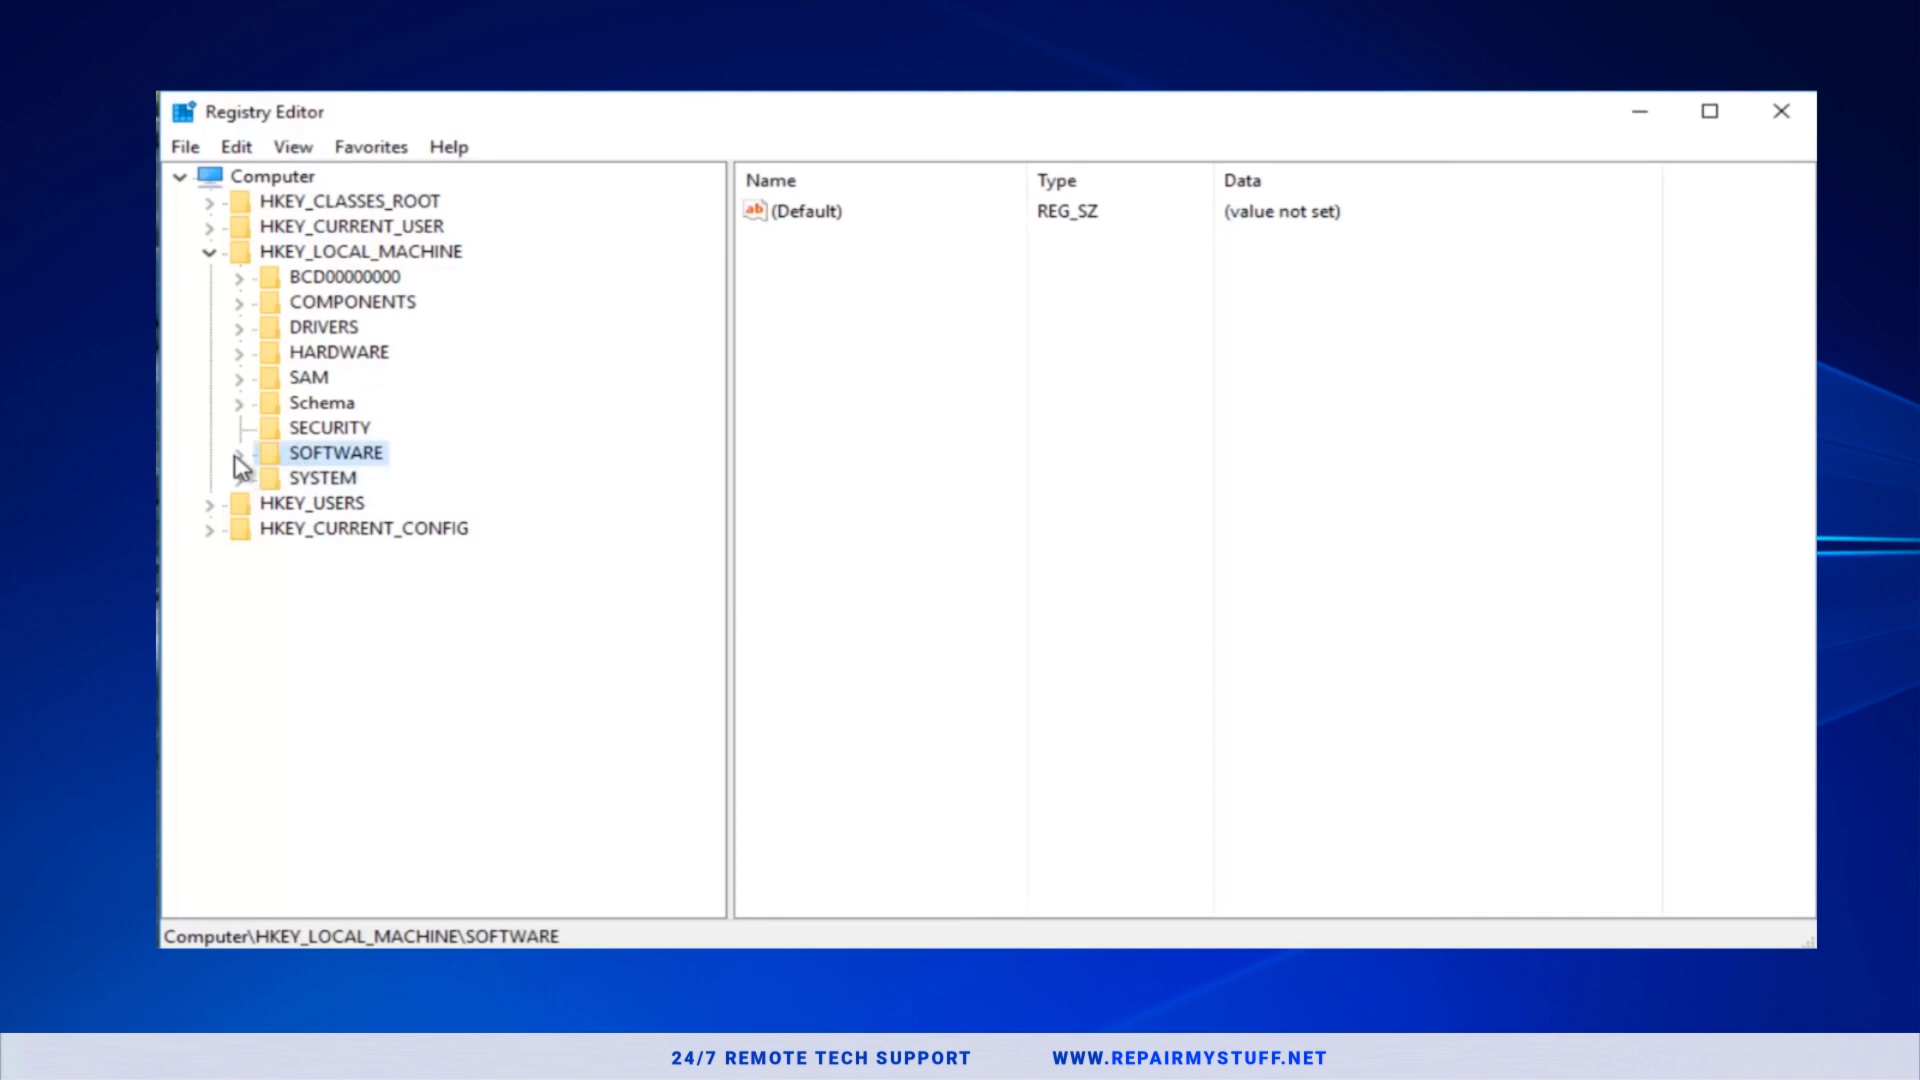 Registry Editor
File Edit View Favorites Help
Computer
HKEY_CLASSES_ROOT
HKEY_CURRENT_USER
HKEY_LOCAL_MACHINE
BCD00000000
COMPONENTS
DRIVERS
HARDWARE
SAM
Schema
SECURITY
SOFTWARE
SYSTEM
HKEY_USERS
HKEY_CURRENT_CONFIG
Name Type Data
ab (Default) REG_SZ (value not set)
Computer\HKEY_LOCAL_MACHINE\SOFTWARE
24/7 REMOTE TECH SUPPORT WWW.REPAIRMYSTUFF.NET